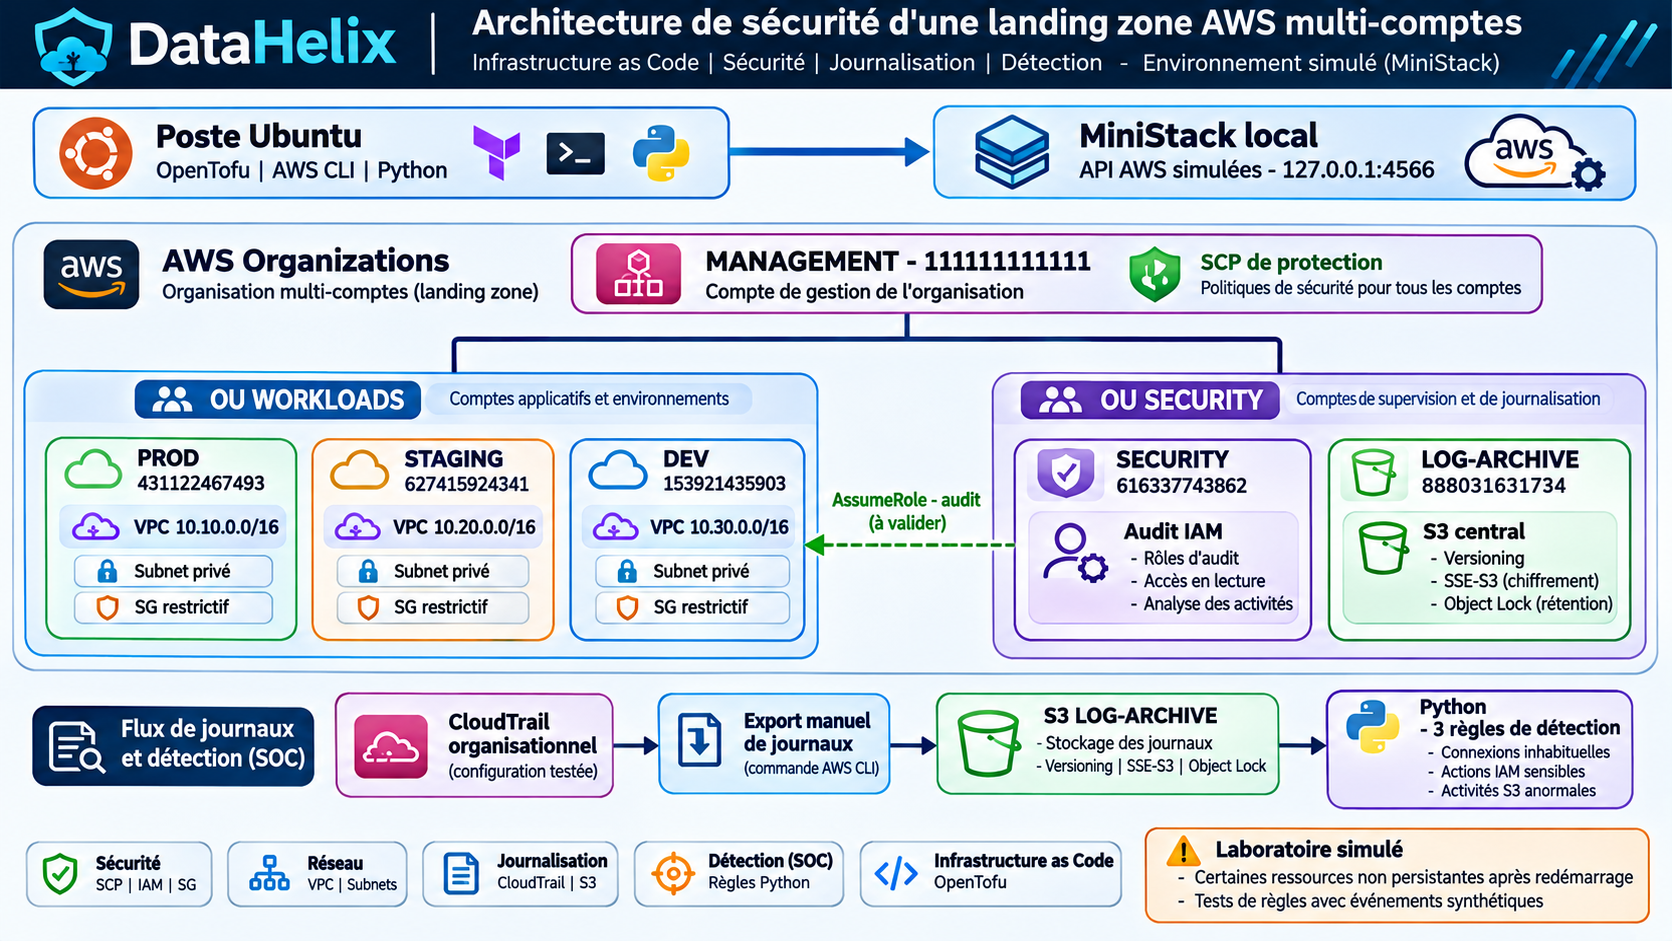 DataHelix
Architecture de sécurité d'une landing zone AWS multi-comptes
Infrastructure as Code | Sécurité | Journalisation | Détection - Environnement simulé (MiniStack)
Poste Ubuntu
OpenTofu | AWS CLI | Python
>_
MiniStack local
API AWS simulées - 127.0.0.1:4566
aws
aws
AWS Organizations
Organisation multi-comptes (landing zone)
MANAGEMENT - 111111111111
Compte de gestion de l'organisation
SCP de protection
Politiques de sécurité pour tous les comptes
OU WORKLOADS
Comptes applicatifs et environnements
PROD
431122467493
VPC 10.10.0.0/16
Subnet privé
SG restrictif
STAGING
627415924341
VPC 10.20.0.0/16
Subnet privé
SG restrictif
DEV
153921435903
VPC 10.30.0.0/16
Subnet privé
SG restrictif
AssumeRole - audit
(à valider)
OU SECURITY
Comptes de supervision et de journalisation
SECURITY
616337743862
Audit IAM
- Rôles d'audit
- Accès en lecture
- Analyse des activités
LOG-ARCHIVE
888031631734
S3 central
- Versioning
- SSE-S3 (chiffrement)
- Object Lock (rétention)
Flux de journaux
et détection (SOC)
CloudTrail
organisationnel
(configuration testée)
Export manuel
de journaux
(commande AWS CLI)
S3 LOG-ARCHIVE
- Stockage des journaux
- Versioning | SSE-S3 | Object Lock
Python
- 3 règles de détection
- Connexions inhabituelles
- Actions IAM sensibles
- Activités S3 anormales
Sécurité
SCP | IAM | SG
Réseau
VPC | Subnets
Journalisation
CloudTrail | S3
Détection (SOC)
Règles Python
</>
Infrastructure as Code
OpenTofu
Laboratoire simulé
- Certaines ressources non persistantes après redémarrage
- Tests de règles avec événements synthétiques